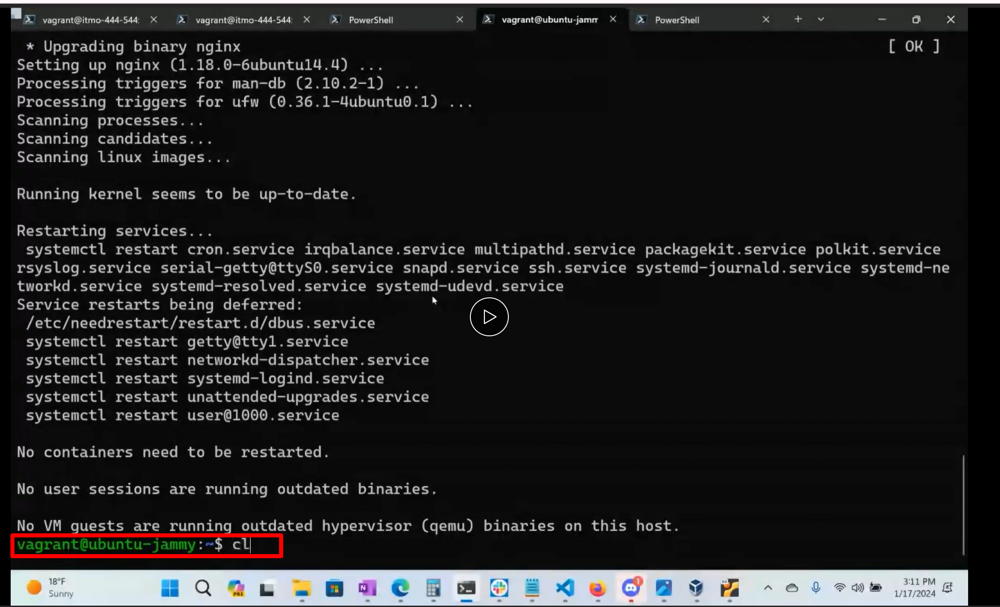 vagrant@itmo-444-544: vagrant@itmo-444-544: PowerShell vagrant@ubuntu-jamm PowerShell
* Upgrading binary nginx [ OK ]
Setting up nginx (1.18.0-6ubuntu14.4) ...
Processing triggers for man-db (2.10.2-1) ...
Processing triggers for ufw (0.36.1-4ubuntu0.1) ...
Scanning processes...
Scanning candidates...
Scanning linux images...
Running kernel seems to be up-to-date.
Restarting services...
systemctl restart cron.service irqbalance.service multipathd.service packagekit.service polkit.service
rsyslog.service serial-getty@ttyS0.service snapd.service ssh.service systemd-journald.service systemd-ne
tworkd.service systemd-resolved.service systemd-udevd.service
Service restarts being deferred:
/etc/needrestart/restart.d/dbus.service
systemctl restart getty@tty1.service
systemctl restart networkd-dispatcher.service
systemctl restart systemd-logind.service
systemctl restart unattended-upgrades.service
systemctl restart user@1000.service
No containers need to be restarted.
No user sessions are running outdated binaries.
No VM guests are running outdated hypervisor (qemu) binaries on this host.
vagrant@ubuntu-jammy:~$ cl
18°F
Sunny
PRE
N
1
64
3:11 PM
1/17/2024